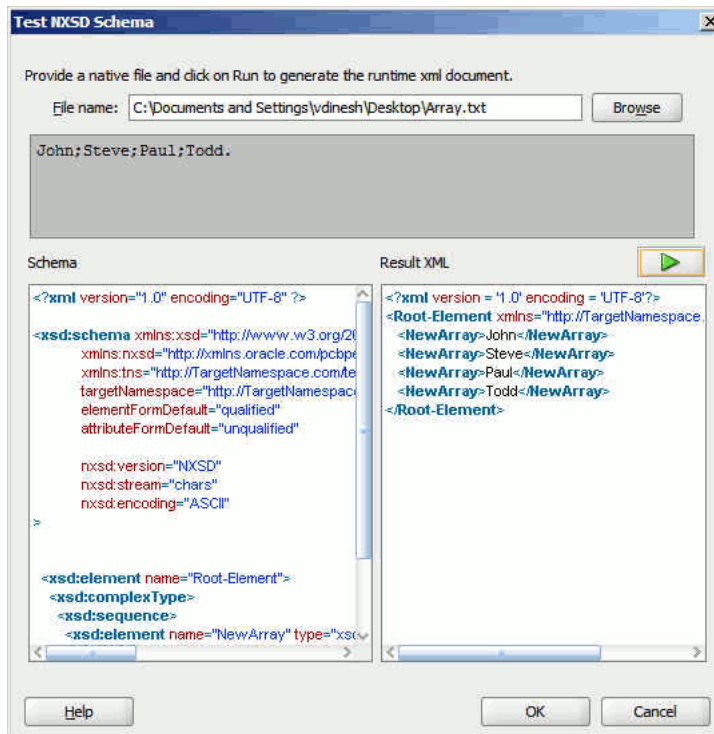 Test NXSD Schema
Provide a native file and click on Run to generate the runtime xml document.
File name: C:\Documents and Settings\vdinesh\Desktop\Array.txt Browse
John;Steve;Paul;Todd.
Schema
<?xml version="1.0" encoding="UTF-8" ?>
<xsd:schema xmlns:xsd="http://www.w3.org/20
xmlns:nxsd="http://xmlns.oracle.com/pcbpe
xmlns:tns="http://TargetNamespace.com/te
targetNamespace="http://TargetNamespac
elementFormDefault="qualified"
attributeFormDefault="unqualified"
nxsd:version="NXSD"
nxsd:stream="chars"
nxsd:encoding="ASCII"
>
<xsd:element name="Root-Element">
<xsd:complexType>
<xsd:sequence>
<xsd:element name="NewArray" type="xsd
Result XML
<?xml version = '1.0' encoding = 'UTF-8'?>
<Root-Element xmlns="http://TargetNamespace.
<NewArray>John</NewArray>
<NewArray>Steve</NewArray>
<NewArray>Paul</NewArray>
<NewArray>Todd</NewArray>
</Root-Element>
Help OK Cancel